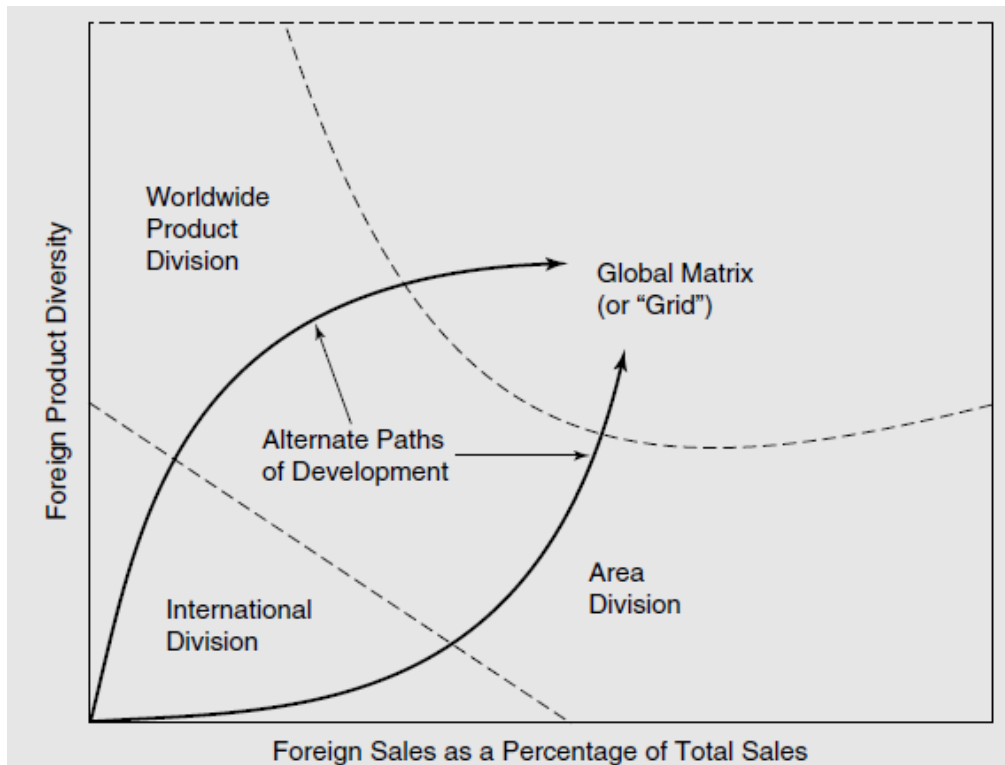 Worldwide
Product
Division
Global Matrix
(or “Grid”)
Alternate Paths
of Development
Area
Division
International
Division
Foreign Product Diversity
Foreign Sales as a Percentage of Total Sales